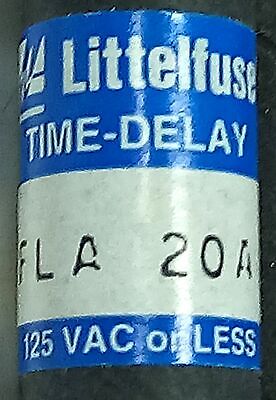 Littelfuse
TIME-DELAY
FLA 20A
125 VAC or LESS